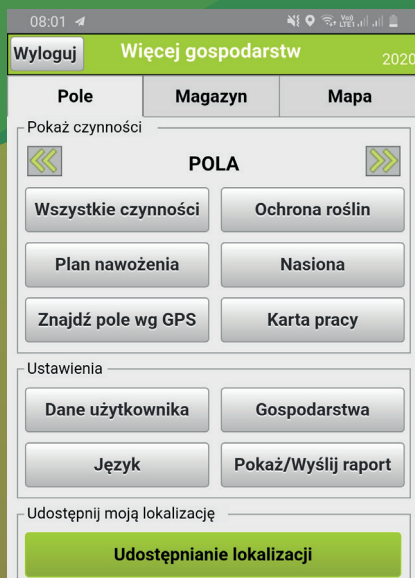 08:01
Wyloguj Więcej gospodarstw 2020
Pole Magazyn Mapa
Pokaż czynności
POLA
Wszystkie czynności Ochrona roślin
Plan nawożenia Nasiona
Znajdź pole wg GPS Karta pracy
Ustawienia
Dane użytkownika Gospodarstwa
Język Pokaż/Wyślij raport
Udostępnij moją lokalizację
Udostępnianie lokalizacji